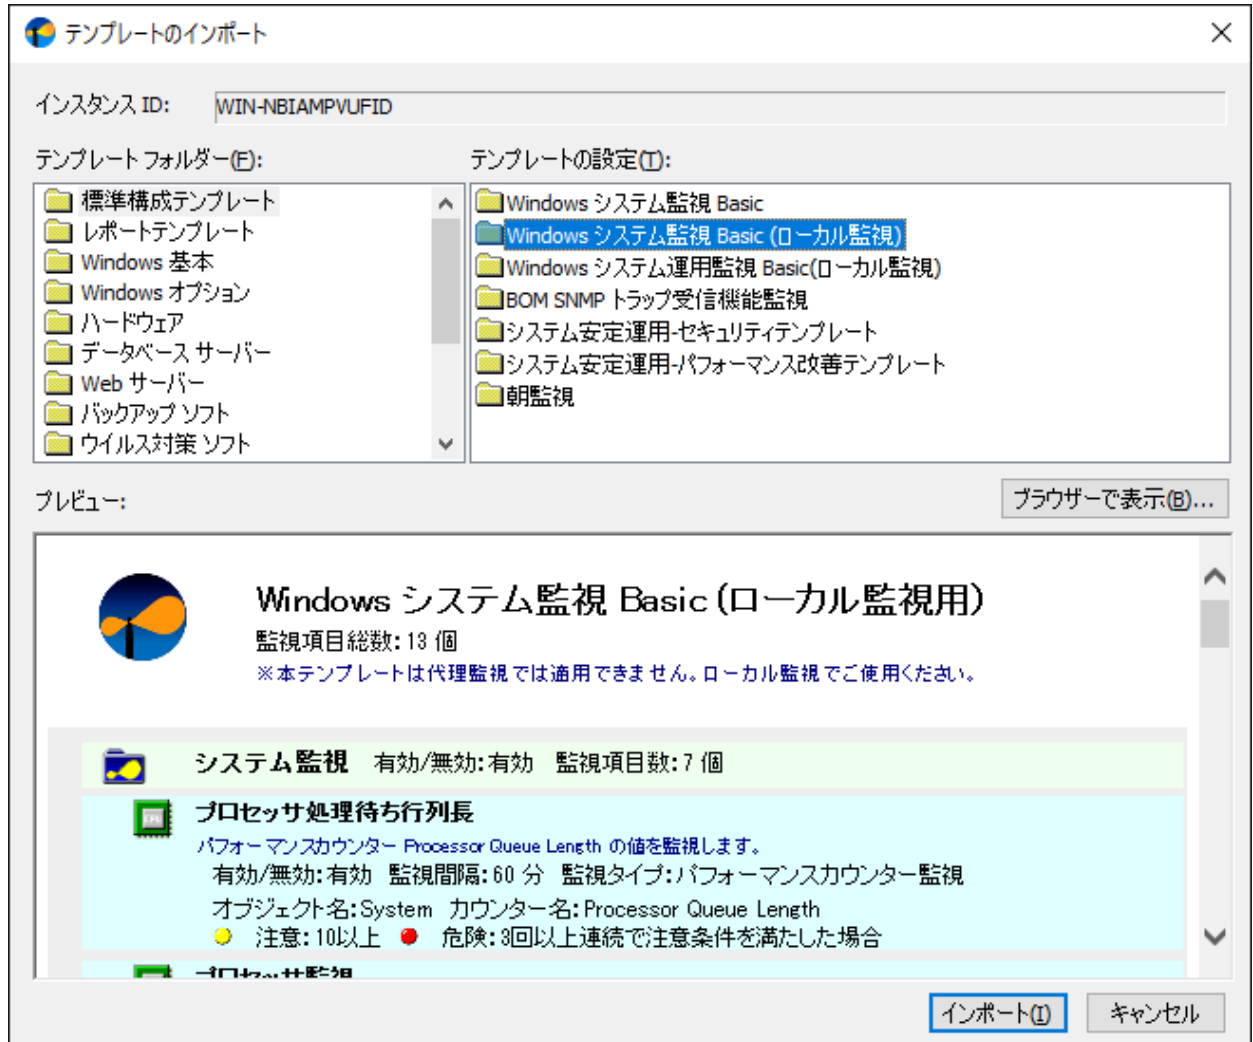 テンプレートのインポート
インスタンス ID: WIN-NBIAMPVUFID
テンプレート フォルダー(F):
標準構成テンプレート
レポートテンプレート
Windows 基本
Windows オプション
ハードウェア
データベース サーバー
Web サーバー
バックアップ ソフト
ウイルス対策 ソフト
テンプレートの設定(T):
Windows システム監視 Basic
Windows システム監視 Basic (ローカル監視)
Windows システム運用監視 Basic(ローカル監視)
BOM SNMP トラップ受信機能監視
システム安定運用-セキュリティテンプレート
システム安定運用-パフォーマンス改善テンプレート
朝監視
プレビュー:
ブラウザーで表示(B)...
Windows システム監視 Basic (ローカル監視用)
監視項目総数: 13 個
※本テンプレートは代理監視では適用できません。ローカル監視でご使用ください。
システム監視 有効/無効: 有効 監視項目数: 7 個
プロセッサ処理待ち行列長
パフォーマンスカウンター Processor Queue Length の値を監視します。
有効/無効: 有効 監視間隔: 60 分 監視タイプ: パフォーマンスカウンター監視
オブジェクト名: System カウンター名: Processor Queue Length
注意: 10以上 危険: 3回以上連続で注意条件を満たした場合
プロセッサ監視
インポート(I)
キャンセル